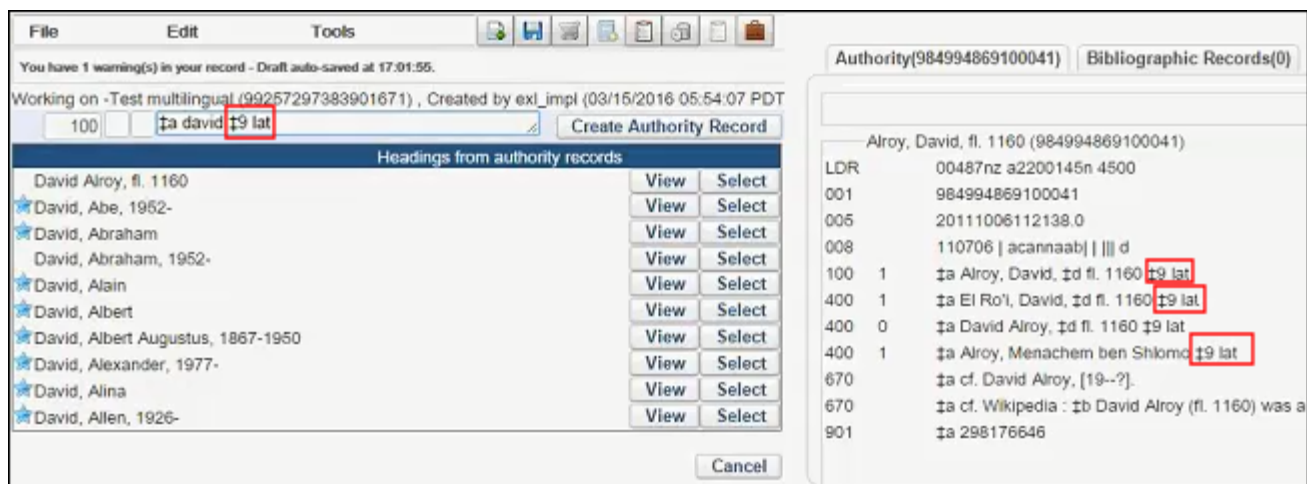 File Edit Tools
You have 1 warning(s) in your record - Draft auto-saved at 17:01:55.
Working on -Test multilingual (99257297383901671) , Created by exl_impl (03/15/2016 05:54:07 PDT
100 ‡a david ‡9 lat Create Authority Record
Headings from authority records
David Alroy, fl. 1160 View Select
David, Abe, 1952- View Select
David, Abraham View Select
David, Abraham, 1952- View Select
David, Alain View Select
David, Albert View Select
David, Albert Augustus, 1867-1950 View Select
David, Alexander, 1977- View Select
David, Alina View Select
David, Allen, 1926- View Select
Cancel
Authority(984994869100041) Bibliographic Records(0)
Alroy, David, fl. 1160 (984994869100041)
LDR 00487nz a2200145n 4500
001 984994869100041
005 20111006112138.0
008 110706 | acannaab| | ||| d
100 1 ‡a Alroy, David, ‡d fl. 1160 ‡9 lat
400 1 ‡a El Ro'i, David, ‡d fl. 1160 ‡9 lat
400 0 ‡a David Alroy, ‡d fl. 1160 ‡9 lat
400 1 ‡a Alroy, Menachem ben Shlomo ‡9 lat
670 ‡a cf. David Alroy, [19--?].
670 ‡a cf. Wikipedia : ‡b David Alroy (fl. 1160) was a
901 ‡a 298176646